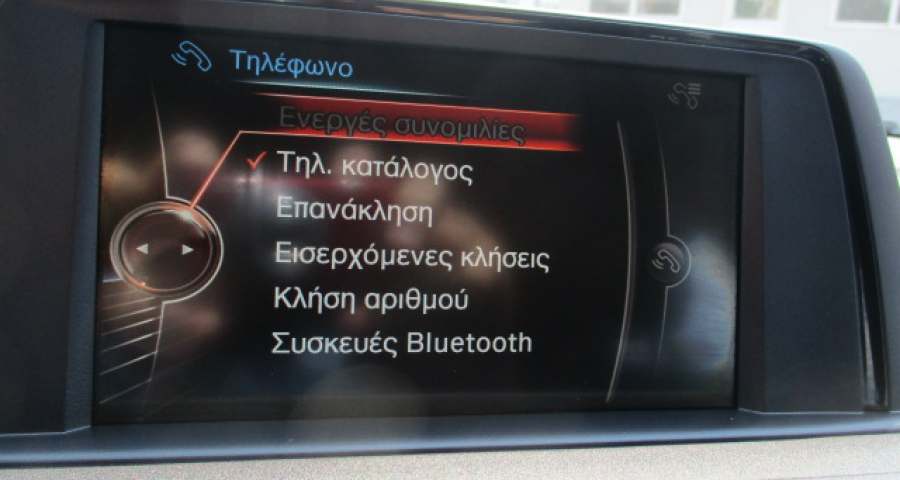 Τηλέφωνο
Ενεργές συνομιλίες
Τηλ. κατάλογος
Επανάκληση
Εισερχόμενες κλήσεις
Κλήση αριθμού
Συσκευές Bluetooth